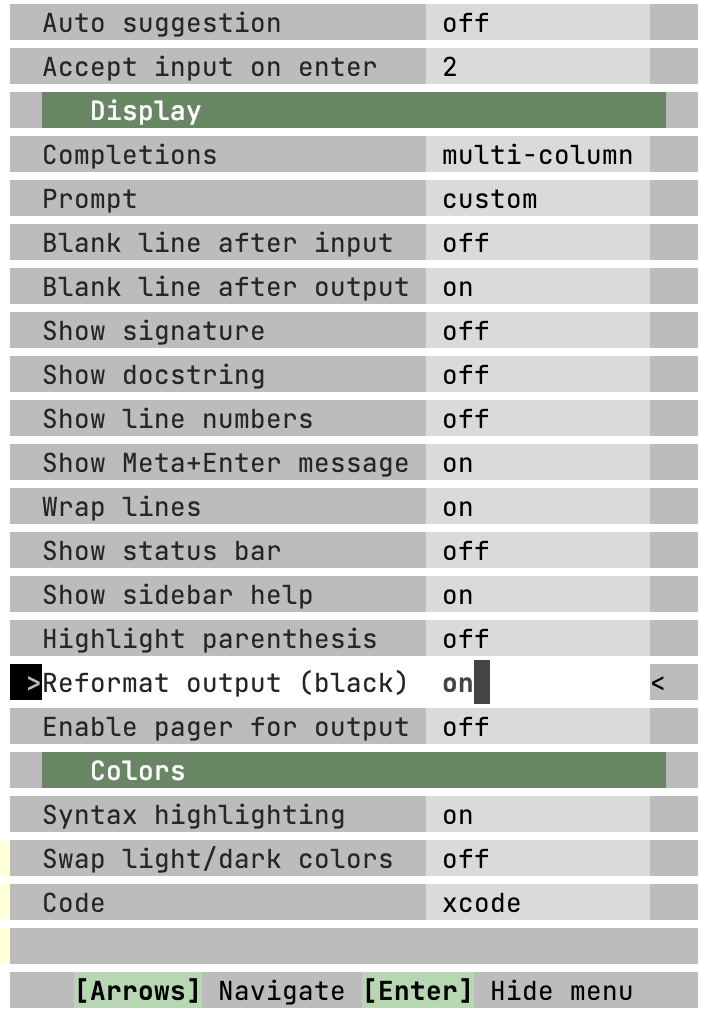 Auto suggestion off
Accept input on enter 2
Display
Completions multi-column
Prompt custom
Blank line after input off
Blank line after output on
Show signature off
Show docstring off
Show line numbers off
Show Meta+Enter message on
Wrap lines on
Show status bar off
Show sidebar help on
Highlight parenthesis off
>Reformat output (black) on <
Enable pager for output off
Colors
Syntax highlighting on
Swap light/dark colors off
Code xcode
[Arrows] Navigate [Enter] Hide menu